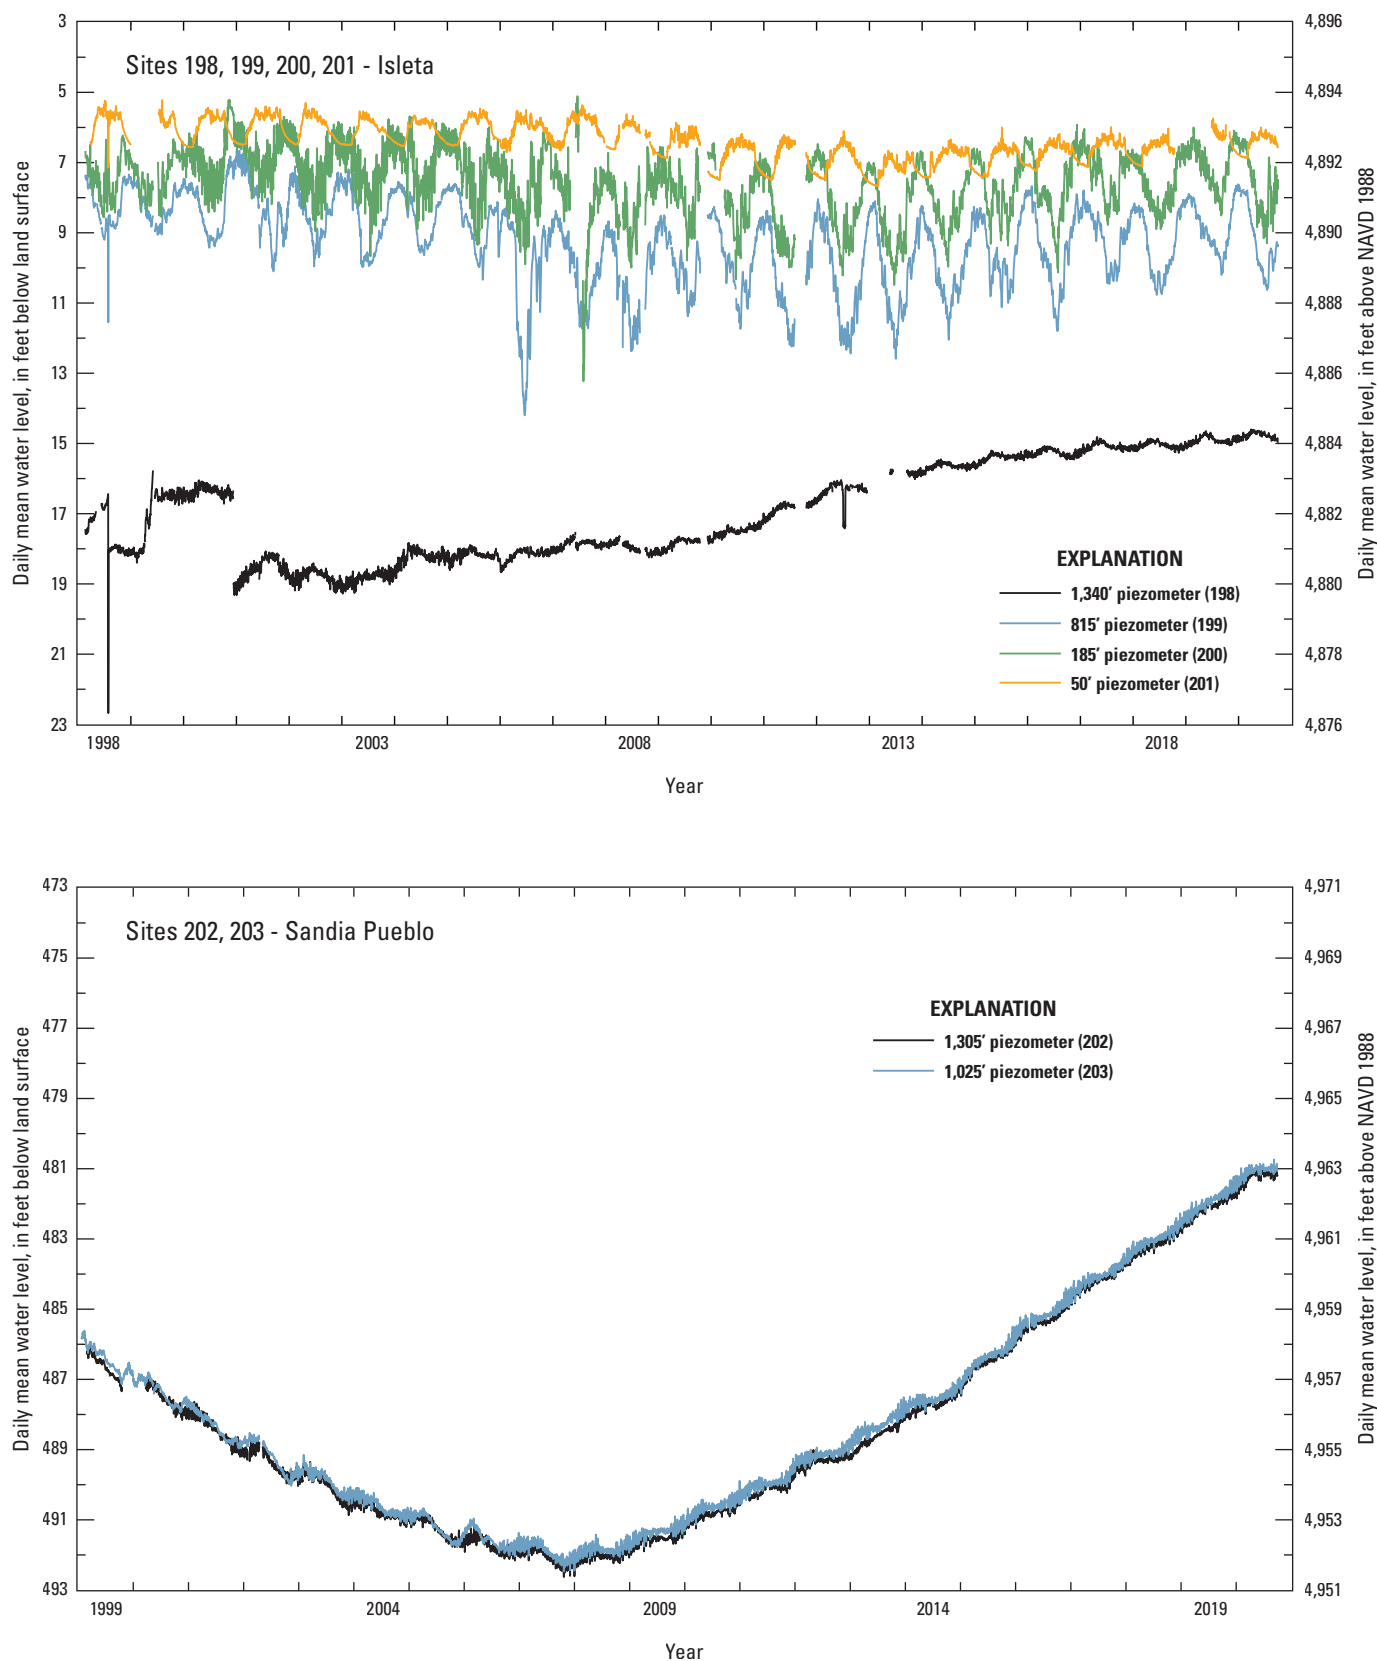 Sites 198, 199, 200, 201 - Isleta
Daily mean water level, in feet below land surface
3
5
7
9
11
13
15
17
19
21
23
4,896
4,894
4,892
4,890
4,888
4,886
4,884
4,882
4,880
4,878
4,876
Daily mean water level, in feet above NAVD 1988
EXPLANATION
1,340′ piezometer (198)
815′ piezometer (199)
185′ piezometer (200)
50′ piezometer (201)
1998 2003 2008 2013 2018
Year
Sites 202, 203 - Sandia Pueblo
Daily mean water level, in feet below land surface
473
475
477
479
481
483
485
487
489
491
493
4,971
4,969
4,967
4,965
4,963
4,961
4,959
4,957
4,955
4,953
4,951
Daily mean water level, in feet above NAVD 1988
EXPLANATION
1,305′ piezometer (202)
1,025′ piezometer (203)
1999 2004 2009 2014 2019
Year